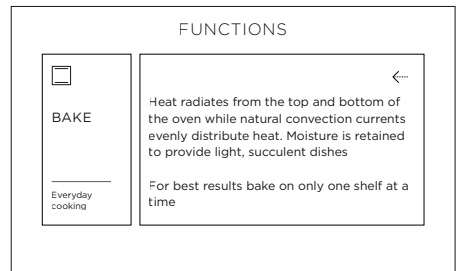 FUNCTIONS
BAKE
Everyday
cooking
Heat radiates from the top and bottom of
the oven while natural convection currents
evenly distribute heat. Moisture is retained
to provide light, succulent dishes
For best results bake on only one shelf at a
time